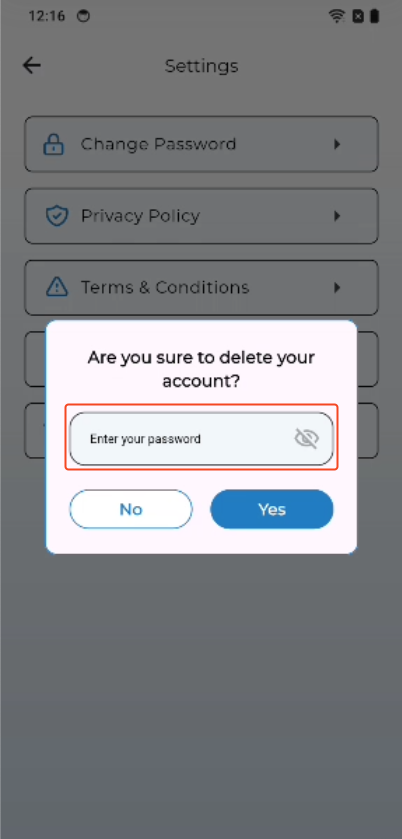 12:16
Settings
Change Password
Privacy Policy
Terms & Conditions
Are you sure to delete your
account?
Enter your password
No
Yes